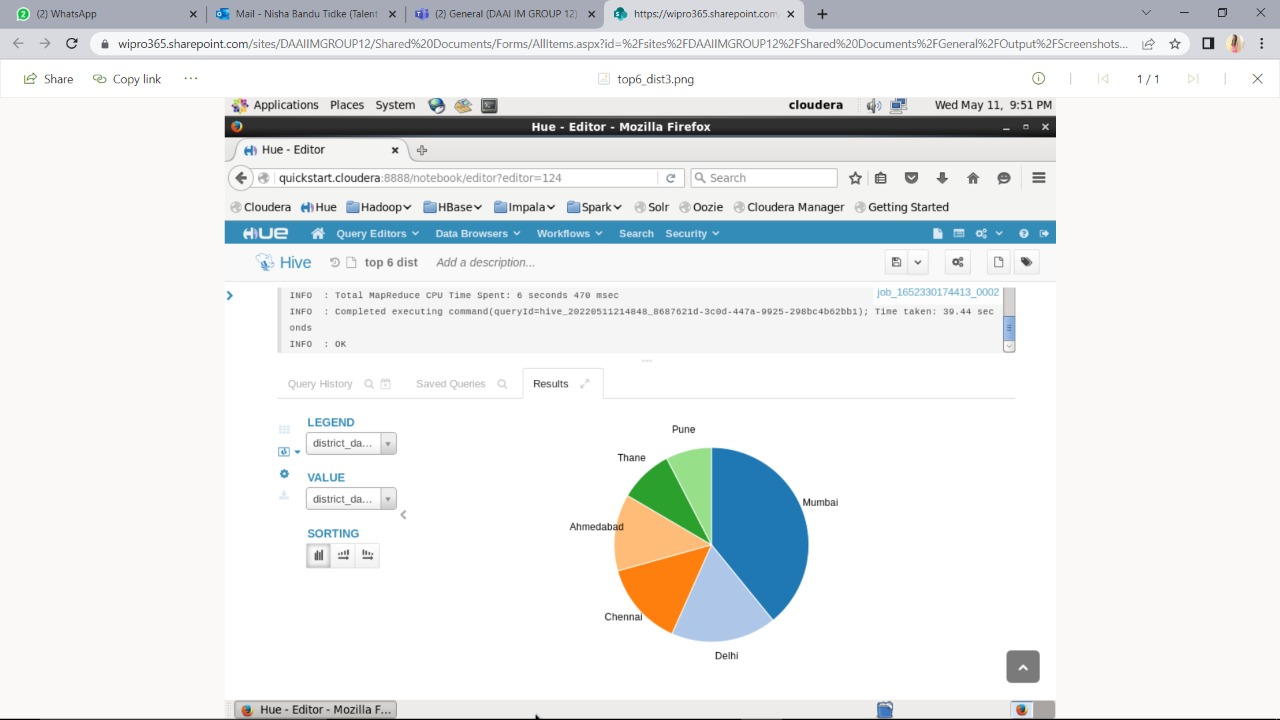 (2) WhatsApp
Mail - Nisha Tiwari (Talent
(2) General (DAAI IM GROUP 12)
https://wipro365.sharepoint.com
wipro365.sharepoint.com/sites/DAAIIMGROUP12/Shared%20Documents/Forms/AllItems.aspx?id=%2Fsites%2FDAAIIMGROUP12%2FShared%20Documents%2FGeneral%2FOutput%2FScreenshots...
Share Copy link ... top6_dist3.png 1 / 1
Applications Places System cloudera Wed May 11, 9:51 PM
Hue - Editor - Mozilla Firefox
Hue - Editor
quickstart.cloudera:8888/notebook/editor?editor=124 Search
Cloudera Hue Hadoop HBase Impala Spark Solr Oozie Cloudera Manager Getting Started
HUE Query Editors Data Browsers Workflows Search Security
Hive top 6 dist Add a description...
INFO : Total MapReduce CPU Time Spent: 6 seconds 470 msec job_1652330174413_0002
INFO : Completed executing command(queryId=hive_20220511214848_8687621d-3c0d-447a-9925-298bc4b62bb1); Time taken: 39.44 sec
onds
INFO : OK
Query History Saved Queries Results
LEGEND
district_da...
VALUE
district_da...
SORTING
Pune
Thane
Mumbai
Ahmedabad
Chennai
Delhi
Hue - Editor - Mozilla F...